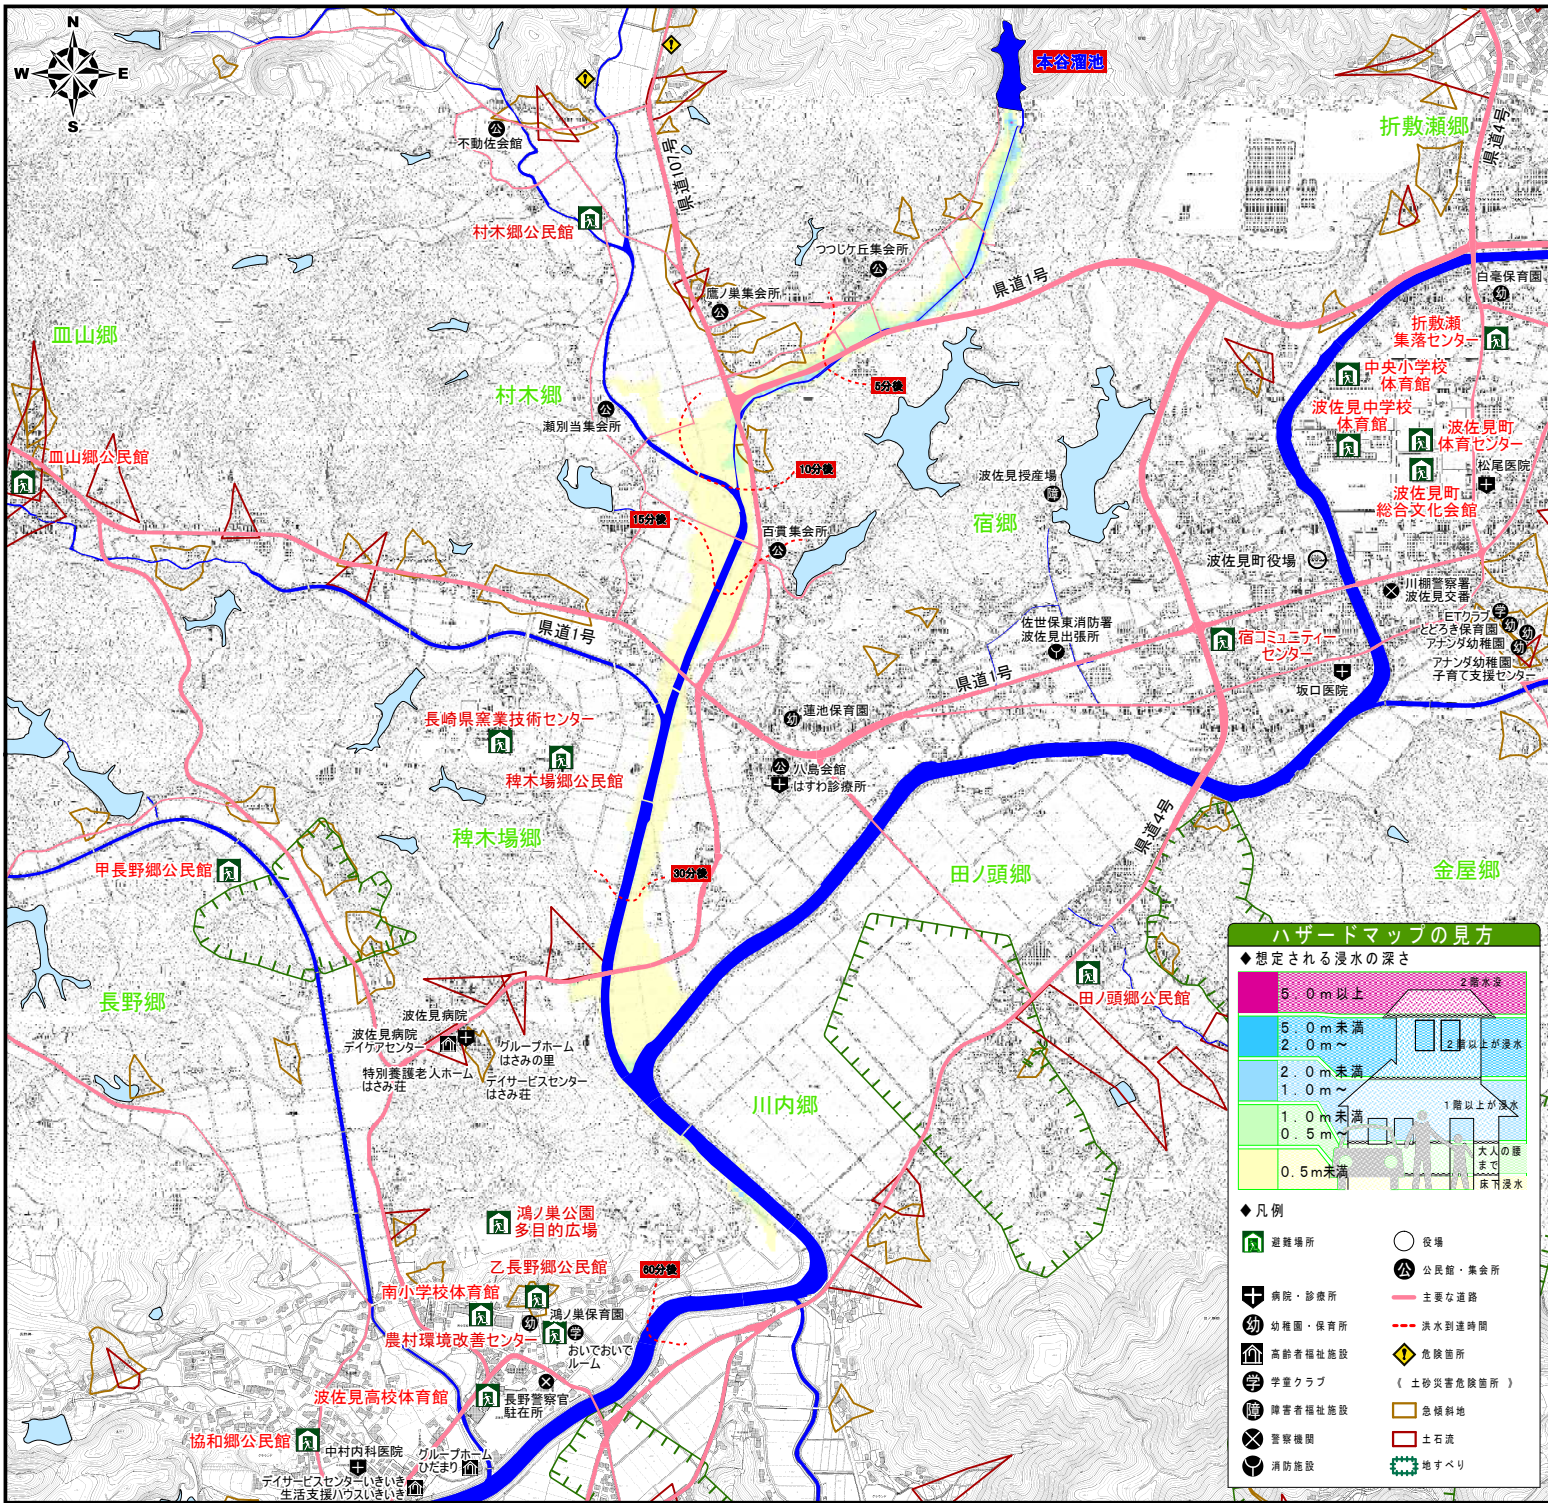 N
W
E
S
本谷溜池
折敷瀬郷
県道4号
不動佐会館
県道107号
村木郷公民館
つつじケ丘集会所
県道1号
白毫保育園
鷹ノ巣集会所
皿山郷
折敷瀬
集落センター
中央小学校
体育館
5分後
村木郷
波佐見中学校
体育館
瀬別当集会所
波佐見町
体育センター
皿山郷公民館
10分後
波佐見授産場
松尾医院
波佐見町
総合文化会館
15分後
宿郷
百貫集会所
波佐見町役場
川棚警察署
波佐見交番
県道1号
佐世保東消防署
波佐見出張所
ETクラブ
とどろき保育園
アナンダ幼稚園
宿コミュニティー
センター
アナンダ幼稚園
子育て支援センター
県道1号
坂口医院
蓮池保育園
長崎県窯業技術センター
稗木場郷公民館
八島会館
はすわ診療所
稗木場郷
県道4号
甲長野郷公民館
30分後
田ノ頭郷
金屋郷
長野郷
田ノ頭郷公民館
波佐見病院
波佐見病院
デイケアセンター
グループホーム
はさみの里
特別養護老人ホーム
はさみ荘
デイサービスセンター
はさみ荘
川内郷
鴻ノ巣公園
多目的広場
乙長野郷公民館
60分後
南小学校体育館
鴻ノ巣保育園
農村環境改善センター
おいでおいで
ルーム
波佐見高校体育館
長野警察官
駐在所
協和郷公民館
中村内科医院
グループホーム
ひだまり
デイサービスセンターいきいき
生活支援ハウスいきいき
ハザードマップの見方
◆想定される浸水の深さ
5.0m以上
2階水没
5.0m未満
2.0m〜
2階以上が浸水
2.0m未満
1.0m〜
1階以上が浸水
1.0m未満
0.5m〜
大人の腰
まで
0.5m未満
床下浸水
◆凡例
避難場所
役場
公 公民館・集会所
病院・診療所
主要な道路
幼 幼稚園・保育所
洪水到達時間
高齢者福祉施設
危険箇所
学 学童クラブ
《 土砂災害危険箇所 》
障 障害者福祉施設
急傾斜地
警察機関
土石流
消防施設
地すべり